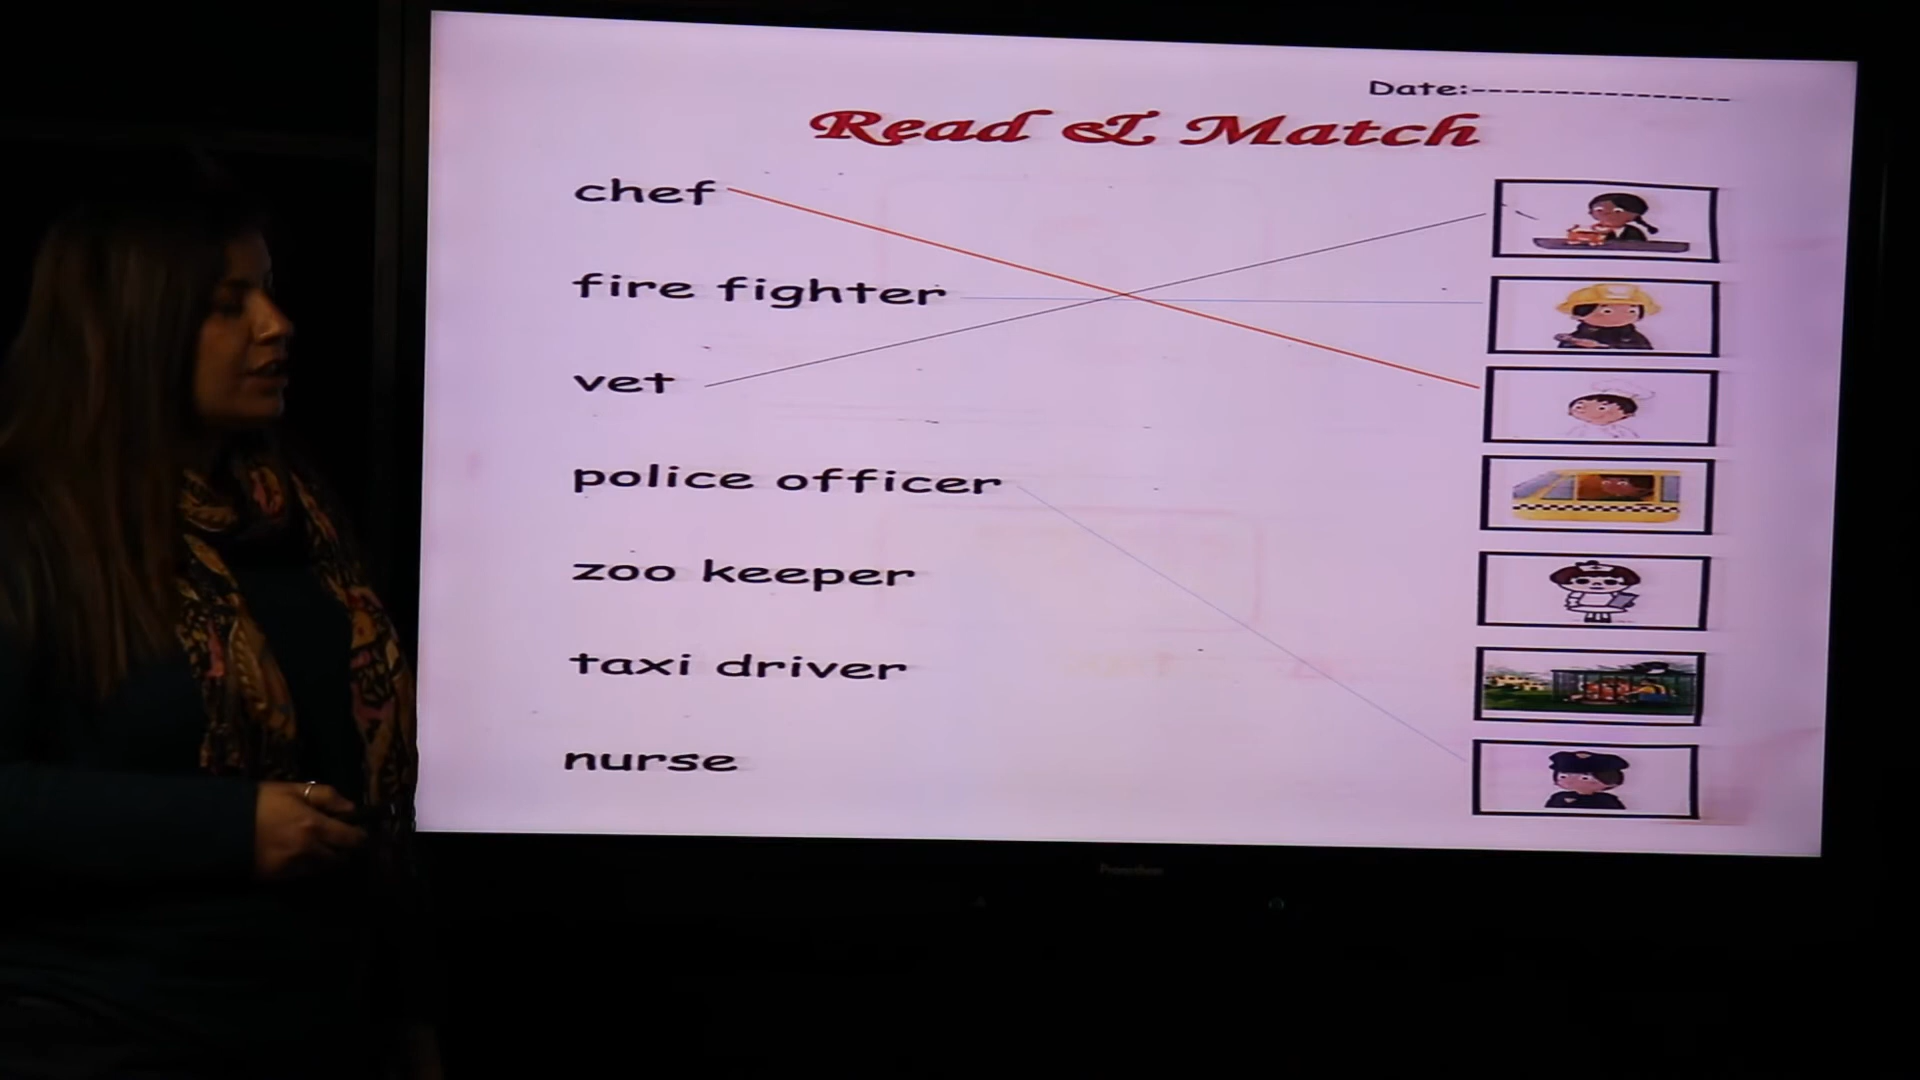 Date:----------------
Read & Match
chef
fire fighter
vet
police officer
zoo keeper
taxi driver
nurse